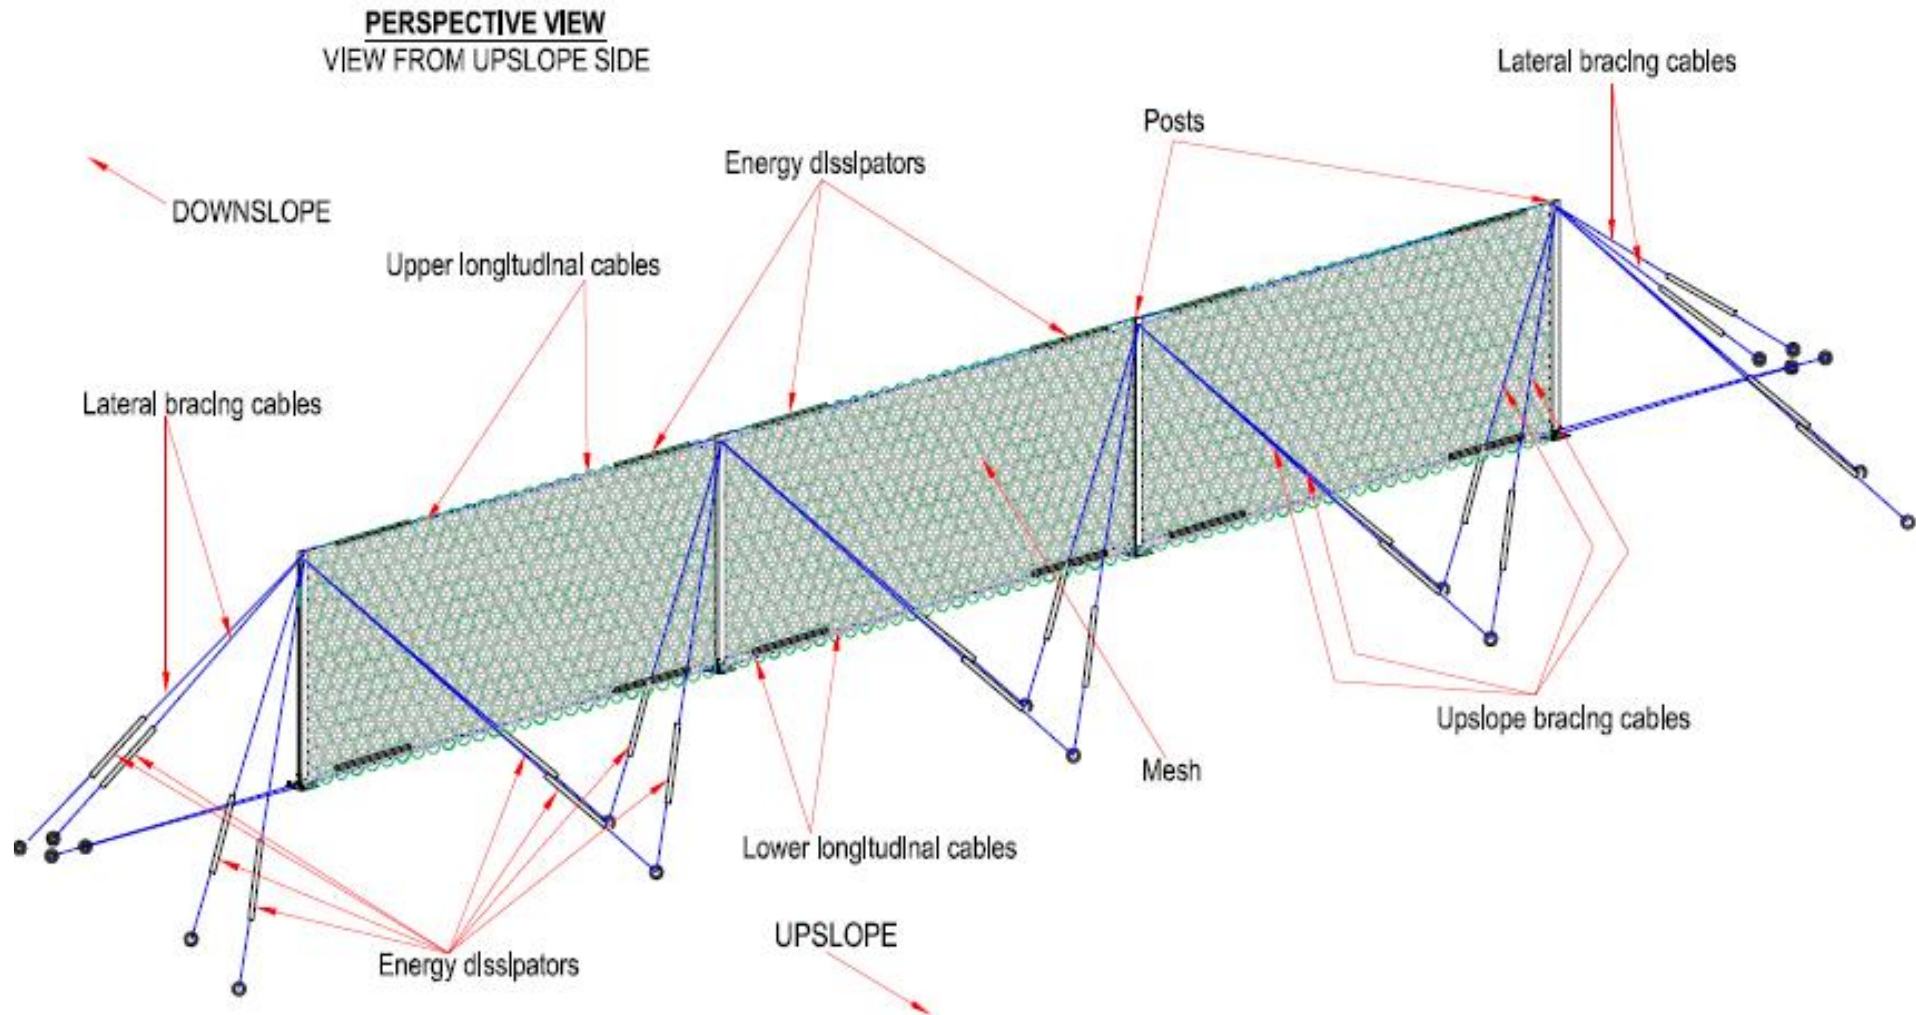 PERSPECTIVE VIEW
VIEW FROM UPSLOPE SIDE
Lateral bracing cables
Posts
Energy dissipators
DOWNSLOPE
Upper longitudinal cables
Lateral bracing cables
Upslope bracing cables
Mesh
Lower longitudinal cables
UPSLOPE
Energy dissipators